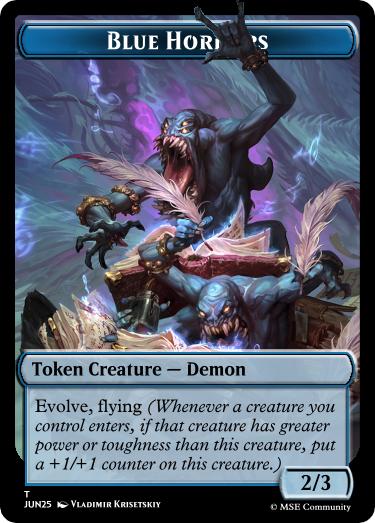 BLUE HORRORS
Token Creature — Demon
Evolve, flying (Whenever a creature you
control enters, if that creature has greater
power or toughness than this creature, put
a +1/+1 counter on this creature.)
2/3
T
JUN25 VLADIMIR KRISETSKIY
© MSE Community